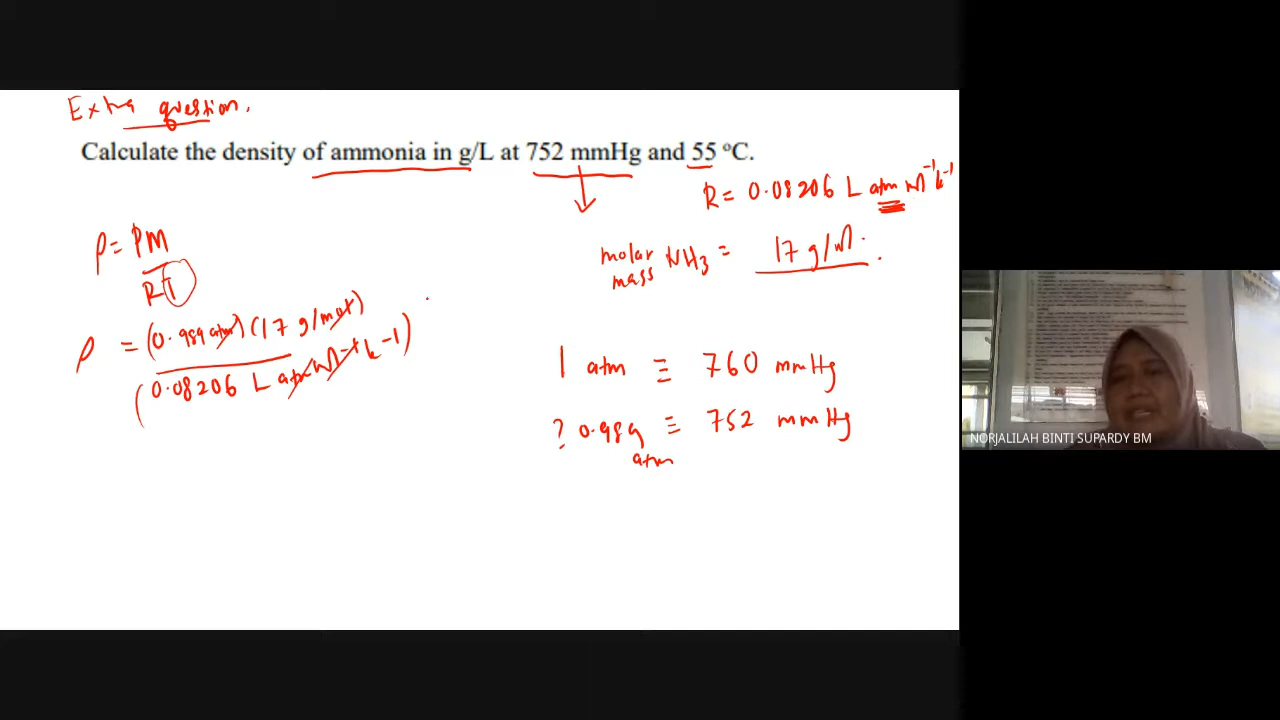 Extra question.
Calculate the density of ammonia in g/L at 752 mmHg and 55 °C.
R = 0.08206 L atm mol⁻¹ k⁻¹
ρ = PM
RT
molar mass NH3 = 17 g/mol.
ρ = (0.989 atm) (17 g/mol)
(0.08206 L atm mol⁻¹ k⁻¹)
1 atm ≡ 760 mmHg
? 0.989 atm ≡ 752 mmHg
NORJALILAH BINTI SUPARDY BM